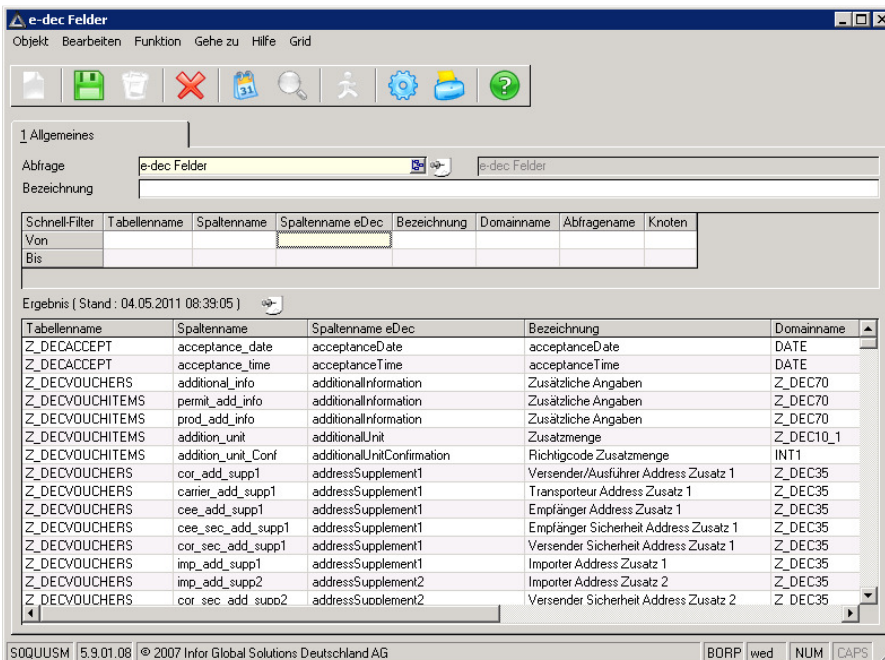 e-dec Felder
Objekt Bearbeiten Funktion Gehe zu Hilfe Grid
31 ?
1 Allgemeines
Abfrage e-dec Felder e-dec Felder
Bezeichnung
Schnell-Filter Tabellenname Spaltenname Spaltenname eDec Bezeichnung Domainname Abfragename Knoten
Von
Bis
Ergebnis ( Stand : 04.05.2011 08:39:05 )
Tabellenname Spaltenname Spaltenname eDec Bezeichnung Domainname
Z_DECACCEPT acceptance_date acceptanceDate acceptanceDate DATE
Z_DECACCEPT acceptance_time acceptanceTime acceptanceTime DATE
Z_DECVOUCHERS additional_info additionalInformation Zusätzliche Angaben Z_DEC70
Z_DECVOUCHITEMS permit_add_info additionalInformation Zusätzliche Angaben Z_DEC70
Z_DECVOUCHITEMS prod_add_info additionalInformation Zusätzliche Angaben Z_DEC70
Z_DECVOUCHITEMS addition_unit additionalUnit Zusatzmenge Z_DEC10_1
Z_DECVOUCHITEMS addition_unit_Conf additionalUnitConfirmation Richtigcode Zusatzmenge INT1
Z_DECVOUCHERS cor_add_supp1 addressSupplement1 Versender/Ausführer Address Zusatz 1 Z_DEC35
Z_DECVOUCHERS carrier_add_supp1 addressSupplement1 Transporteur Address Zusatz 1 Z_DEC35
Z_DECVOUCHERS cee_add_supp1 addressSupplement1 Empfänger Address Zusatz 1 Z_DEC35
Z_DECVOUCHERS cee_sec_add_supp1 addressSupplement1 Empfänger Sicherheit Address Zusatz 1 Z_DEC35
Z_DECVOUCHERS cor_sec_add_supp1 addressSupplement1 Versender Sicherheit Address Zusatz 1 Z_DEC35
Z_DECVOUCHERS imp_add_supp1 addressSupplement1 Importer Address Zusatz 1 Z_DEC35
Z_DECVOUCHERS imp_add_supp2 addressSupplement2 Importer Address Zusatz 2 Z_DEC35
Z_DECVOUCHERS cor_sec_add_supp2 addressSupplement2 Versender Sicherheit Address Zusatz 2 Z_DEC35
S0QUUSM 5.9.01.08 © 2007 Infor Global Solutions Deutschland AG BORP wed NUM CAPS